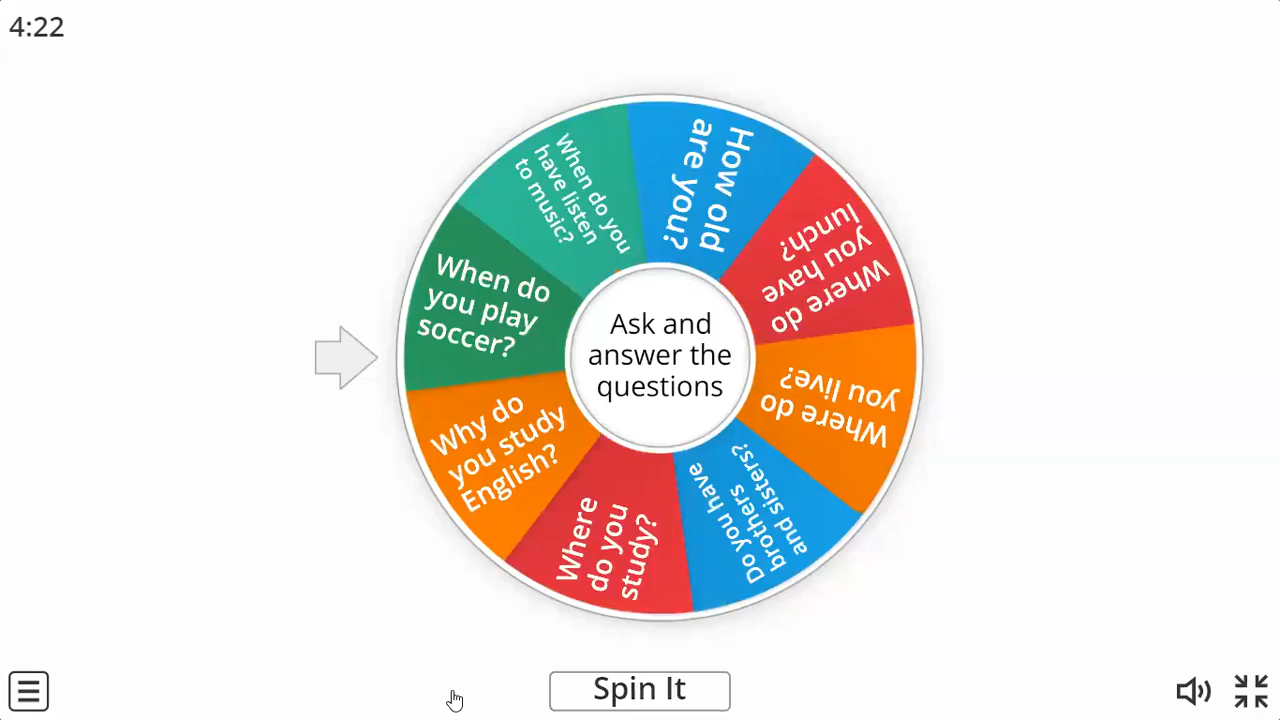 4:22
How old
are you?
When do you
have listen
to music?
Where do
you have
lunch?
When do
you play
soccer?
Ask and
answer the
questions
Where do
you live?
Why do
you study
English?
Do you have
brothers
and sisters?
Where
do you
study?
Spin It